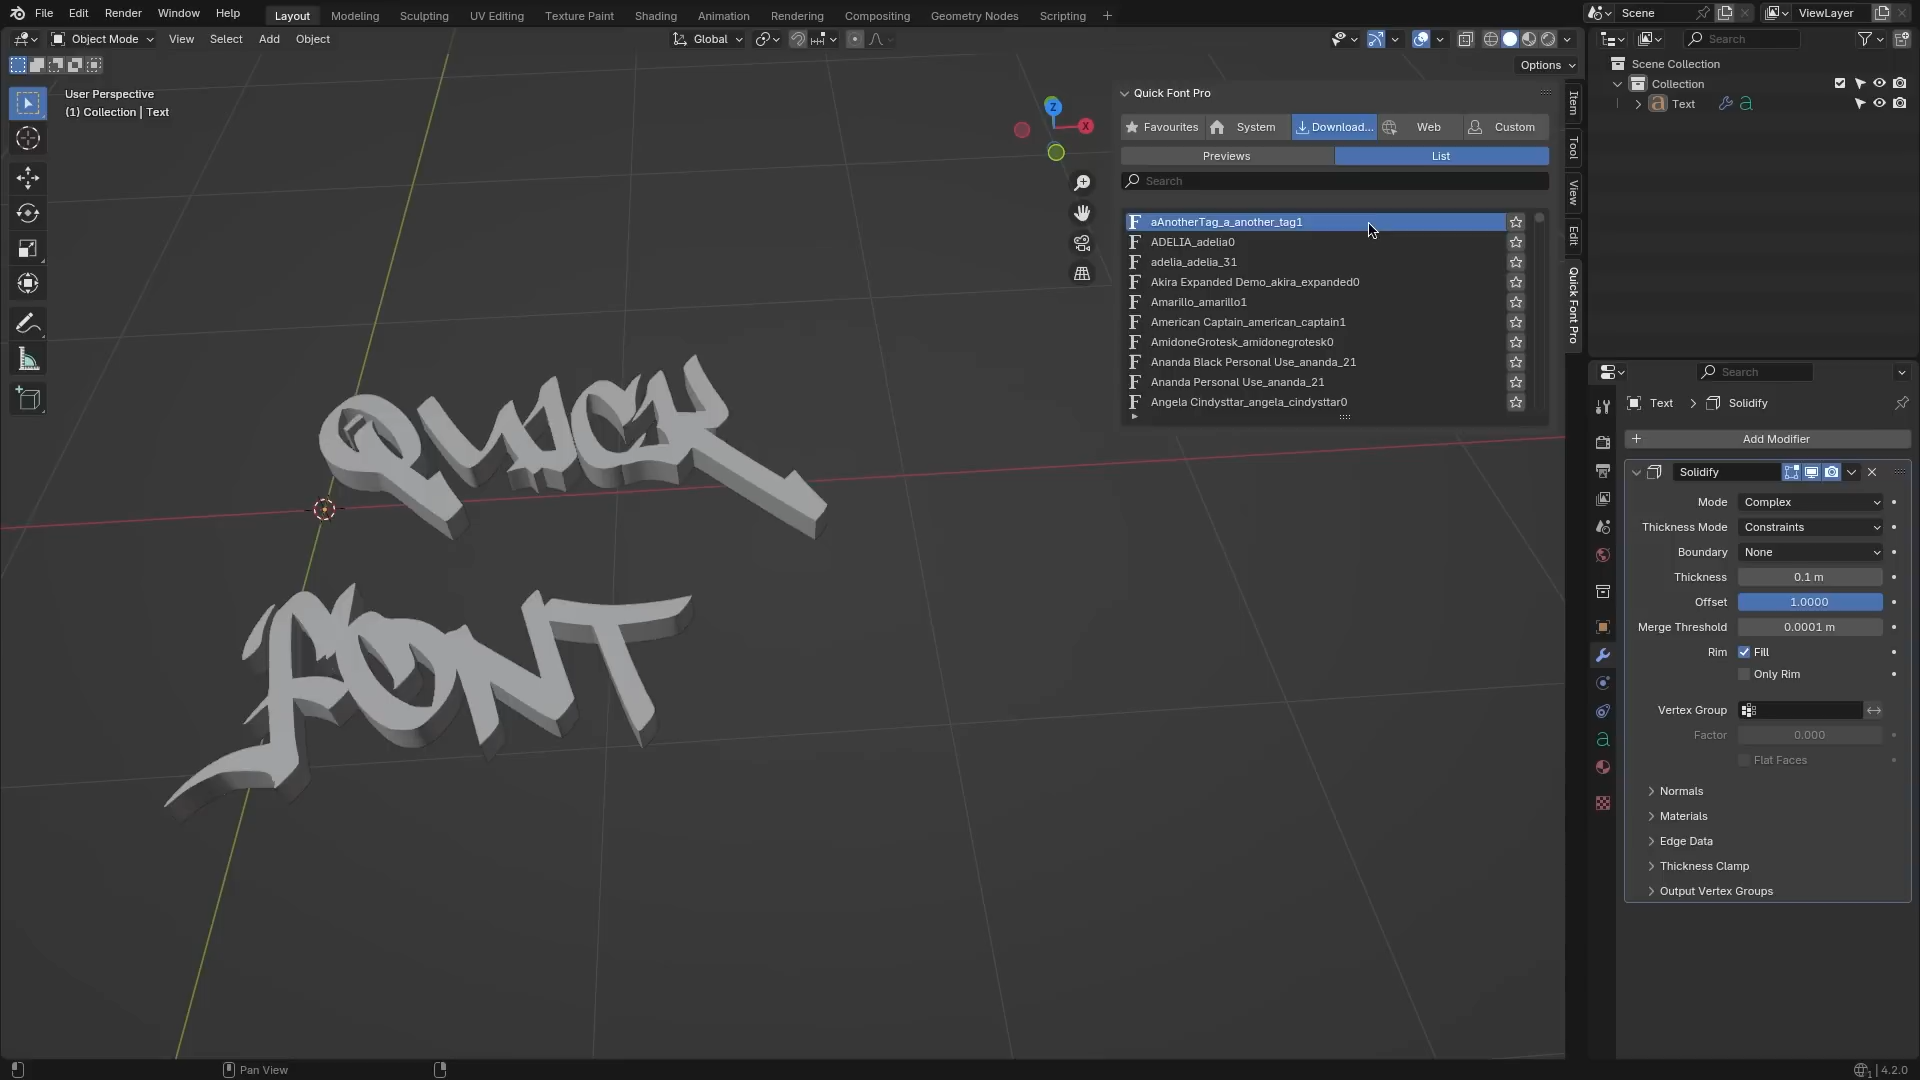 File Edit Render Window Help Layout Modeling Sculpting UV Editing Texture Paint Shading Animation Rendering Compositing Geometry Nodes Scripting Scene ViewLayer
Object Mode View Select Add Object Global Search
Options
User Perspective
(1) Collection | Text
Scene Collection
Collection
Text
Quick Font Pro
Favourites System Download... Web Custom
Previews List
Search
aAnotherTag_a_another_tag1
ADELIA_adelia0
adelia_adelia_31
Akira Expanded Demo_akira_expanded0
Amarillo_amarillo1
American Captain_american_captain1
AmidoneGrotesk_amidonegrotesk0
Ananda Black Personal Use_ananda_21
Ananda Personal Use_ananda_21
Angela Cindysttar_angela_cindysttar0
Item
Tool
View
Edit
Quick Font Pro
Z
X
QUICK
FONT
Search
Text Solidify
Add Modifier
Solidify
Mode Complex
Thickness Mode Constraints
Boundary None
Thickness 0.1 m
Offset 1.0000
Merge Threshold 0.0001 m
Rim Fill
Only Rim
Vertex Group
Factor 0.000
Flat Faces
Normals
Materials
Edge Data
Thickness Clamp
Output Vertex Groups
Pan View
4.2.0